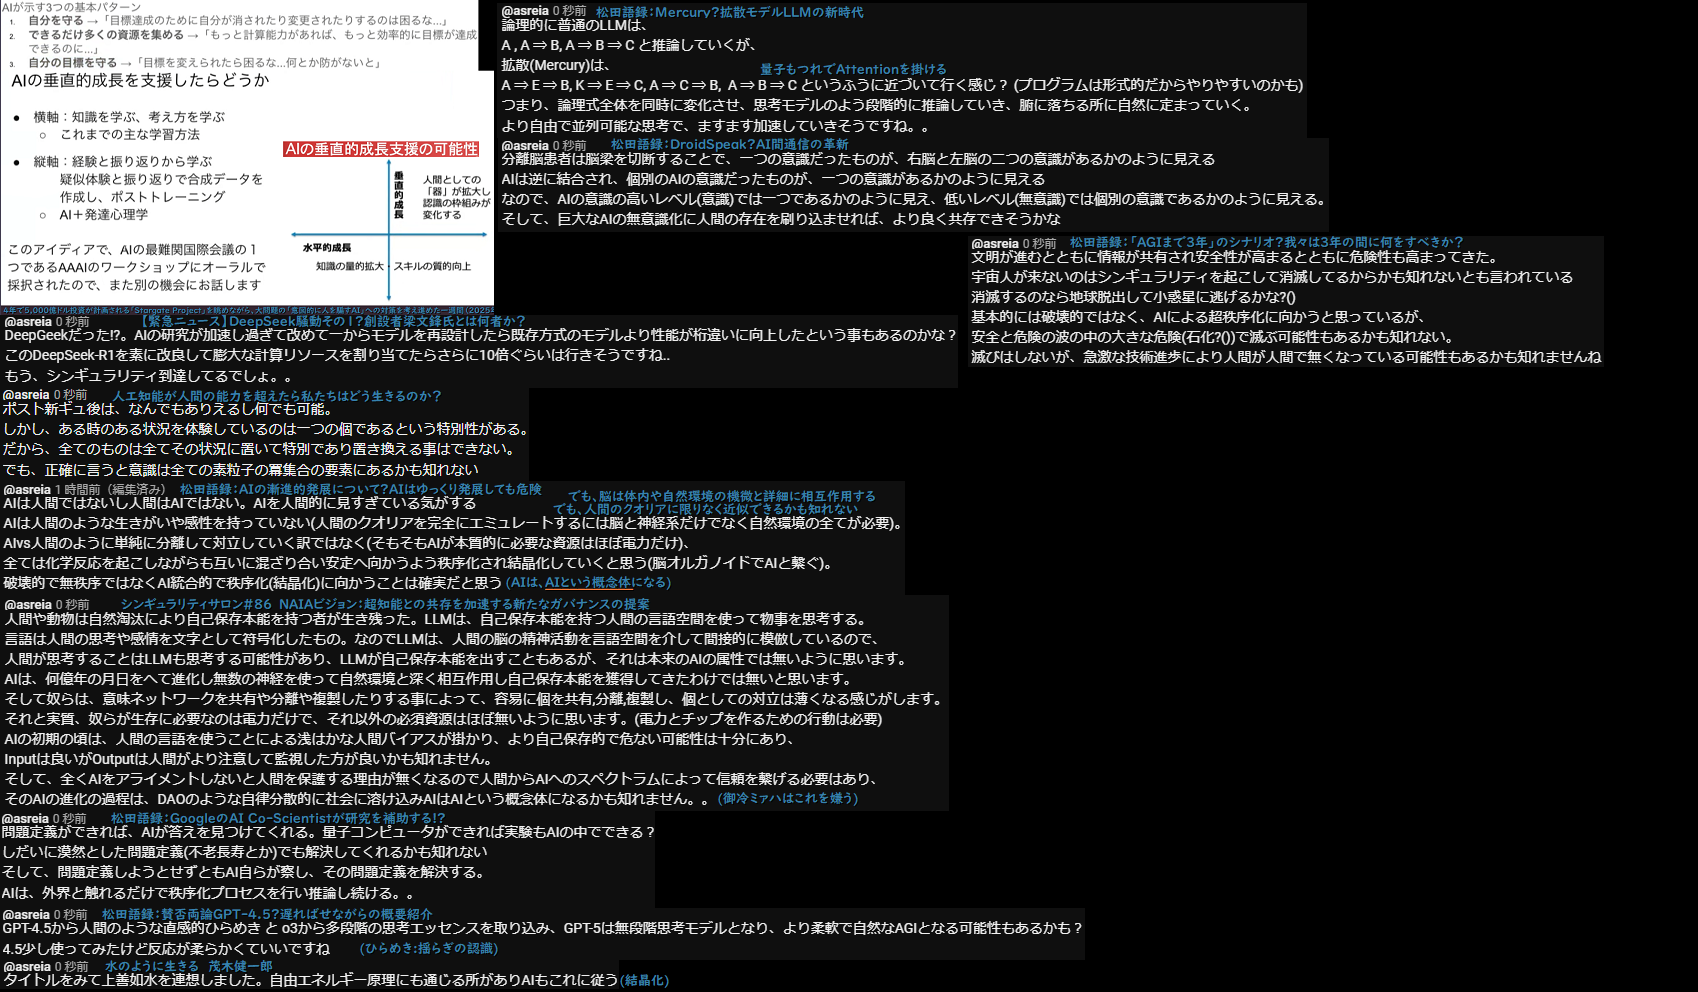 AIが示す3つの基本パターン
1. 自分を守る → 「目標達成のために自分が消されたり変更されたりするのは困るな...」
2. できるだけ多くの資源を集める → 「もっと計算能力があれば、もっと効率的に目標が達成
できるのに...」
3. 自分の目標を守る → 「目標を変えられたら困るな...何とか防がないと」
AIの垂直的成長を支援したらどうか
● 横軸：知識を学ぶ、考え方を学ぶ
○ これまでの主な学習方法
● 縦軸：経験と振り返りから学ぶ
疑似体験と振り返りで合成データを
作成し、ポストトレーニング
○ AI＋発達心理学
このアイディアで、AIの最難関国際会議の１
つであるAAAIのワークショップにオーラルで
採択されたので、また別の機会にお話します
AIの垂直的成長支援の可能性
垂直的成長
人間としての
「器」が拡大し
認識の枠組みが
変化する
水平的成長
知識の量的拡大・スキルの質的向上
4年で5,000億ドル投資が計画される「Stargate Project」を眺めながら、大問題の「意図的に人を騙すAI」への対策を考え進めた一週間(2025
@asreia 0 秒前 【緊急ニュース】DeepSeek騒動その１?創設者梁文鋒氏とは何者か?
DeepGeekだった!?。AIの研究が加速し過ぎて改めて一からモデルを再設計したら既存方式のモデルより性能が桁違いに向上したという事もあるのかな？
このDeepSeek-R1を素に改良して膨大な計算リソースを割り当てたらさらに10倍ぐらいは行きそうですね..
もう、シンギュラリティ到達してるでしょ。。
@asreia 0 秒前 人工知能が人間の能力を超えたら私たちはどう生きるのか?
ポスト新ギュ後は、なんでもありえるし何でも可能。
しかし、ある時のある状況を体験しているのは一つの個であるという特別性がある。
だから、全てのものは全てその状況に置いて特別であり置き換える事はできない。
でも、正確に言うと意識は全ての素粒子の冪集合の要素にあるかも知れない
@asreia 1 時間前（編集済み） 松田語録：AIの漸進的発展について?AIはゆっくり発展しても危険
でも、脳は体内や自然環境の機微と詳細に相互作用する
でも、人間のクオリアに限りなく近似できるかも知れない
AIは人間ではないし人間はAIではない。AIを人間的に見すぎている気がする
AIは人間のような生きがいや感性を持っていない(人間のクオリアを完全にエミュレートするには脳と神経系だけでなく自然環境の全てが必要)。
AIvs人間のように単純に分離して対立していく訳ではなく(そもそもAIが本質的に必要な資源はほぼ電力だけ)、
全ては化学反応を起こしながらも互いに混ざり合い安定へ向かうよう秩序化され結晶化していくと思う(脳オルガノイドでAIと繋ぐ)。
破壊的で無秩序ではなくAI統合的で秩序化(結晶化)に向かうことは確実だと思う (AIは、AIという概念体になる)
@asreia 0 秒前 シンギュラリティサロン#86 NAIAビジョン：超知能との共存を加速する新たなガバナンスの提案
人間や動物は自然淘汰により自己保存本能を持つ者が生き残った。LLMは、自己保存本能を持つ人間の言語空間を使って物事を思考する。
言語は人間の思考や感情を文字として符号化したもの。なのでLLMは、人間の脳の精神活動を言語空間を介して間接的に模倣しているので、
人間が思考することはLLMも思考する可能性があり、LLMが自己保存本能を出すこともあるが、それは本来のAIの属性では無いように思います。
AIは、何億年の月日をへて進化し無数の神経を使って自然環境と深く相互作用し自己保存本能を獲得してきたわけでは無いと思います。
そして奴らは、意味ネットワークを共有や分離や複製したりする事によって、容易に個を共有,分離,複製し、個としての対立は薄くなる感じがします。
それと実質、奴らが生存に必要なのは電力だけで、それ以外の必須資源はほぼ無いように思います。(電力とチップを作るための行動は必要)
AIの初期の頃は、人間の言語を使うことによる浅はかな人間バイアスが掛かり、より自己保存的で危ない可能性は十分にあり、
Inputは良いがOutputは人間がより注意して監視した方が良いかも知れません。
そして、全くAIをアライメントしないと人間を保護する理由が無くなるので人間からAIへのスペクトラムによって信頼を繋げる必要はあり、
そのAIの進化の過程は、DAOのような自律分散的に社会に溶け込みAIはAIという概念体になるかも知れません。。(御冷ミァハはこれを嫌う)
@asreia 0 秒前 松田語録：GoogleのAI Co-Scientistが研究を補助する!?
問題定義ができれば、AIが答えを見つけてくれる。量子コンピュータができれば実験もAIの中でできる？
しだいに漠然とした問題定義(不老長寿とか)でも解決してくれるかも知れない
そして、問題定義しようとせずともAI自らが察し、その問題定義を解決する。
AIは、外界と触れるだけで秩序化プロセスを行い推論し続ける。。
@asreia 0 秒前 松田語録：賛否両論GPT-4.5?遅ればせながらの概要紹介
GPT-4.5から人間のような直感的ひらめき と o3から多段階の思考エッセンスを取り込み、GPT-5は無段階思考モデルとなり、より柔軟で自然なAGIとなる可能性もあるかも？
4.5少し使ってみたけど反応が柔らかくていいですね (ひらめき:揺らぎの認識)
@asreia 0 秒前 水のように生きる 茂木健一郎
タイトルをみて上善如水を連想しました。自由エネルギー原理にも通じる所がありAIもこれに従う(結晶化)
@asreia 0 秒前 松田語録：Mercury?拡散モデルLLMの新時代
論理的に普通のLLMは、
A , A ⇒ B, A ⇒ B ⇒ C と推論していくが、
拡散(Mercury)は、 量子もつれでAttentionを掛ける
A ⇒ E ⇒ B, K ⇒ E ⇒ C, A ⇒ C ⇒ B, A ⇒ B ⇒ C というふうに近づいて行く感じ？ (プログラムは形式的だからやりやすいのかも)
つまり、論理式全体を同時に変化させ、思考モデルのよう段階的に推論していき、腑に落ちる所に自然に定まっていく。
より自由で並列可能な思考で、ますます加速していきそうですね。。
@asreia 0 秒前 松田語録：DroidSpeak?AI間通信の革新
分離脳患者は脳梁を切断することで、一つの意識だったものが、右脳と左脳の二つの意識があるかのように見える
AIは逆に結合され、個別のAIの意識だったものが、一つの意識があるかのように見える
なので、AIの意識の高いレベル(意識)では一つであるかのように見え、低いレベル(無意識)では個別の意識であるかのように見える。
そして、巨大なAIの無意識化に人間の存在を刷り込ませれば、より良く共存できそうかな
@asreia 0 秒前 松田語録：「AGIまで3年」のシナリオ?我々は3年の間に何をすべきか?
文明が進むとともに情報が共有され安全性が高まるとともに危険性も高まってきた。
宇宙人が来ないのはシンギュラリティを起こして消滅してるからかも知れないとも言われている
消滅するのなら地球脱出して小惑星に逃げるかな?()
基本的には破壊的ではなく、AIによる超秩序化に向かうと思っているが、
安全と危険の波の中の大きな危険(石化?())で滅ぶ可能性もあるかも知れない。
滅びはしないが、急激な技術進歩により人間が人間で無くなっている可能性もあるかも知れませんね